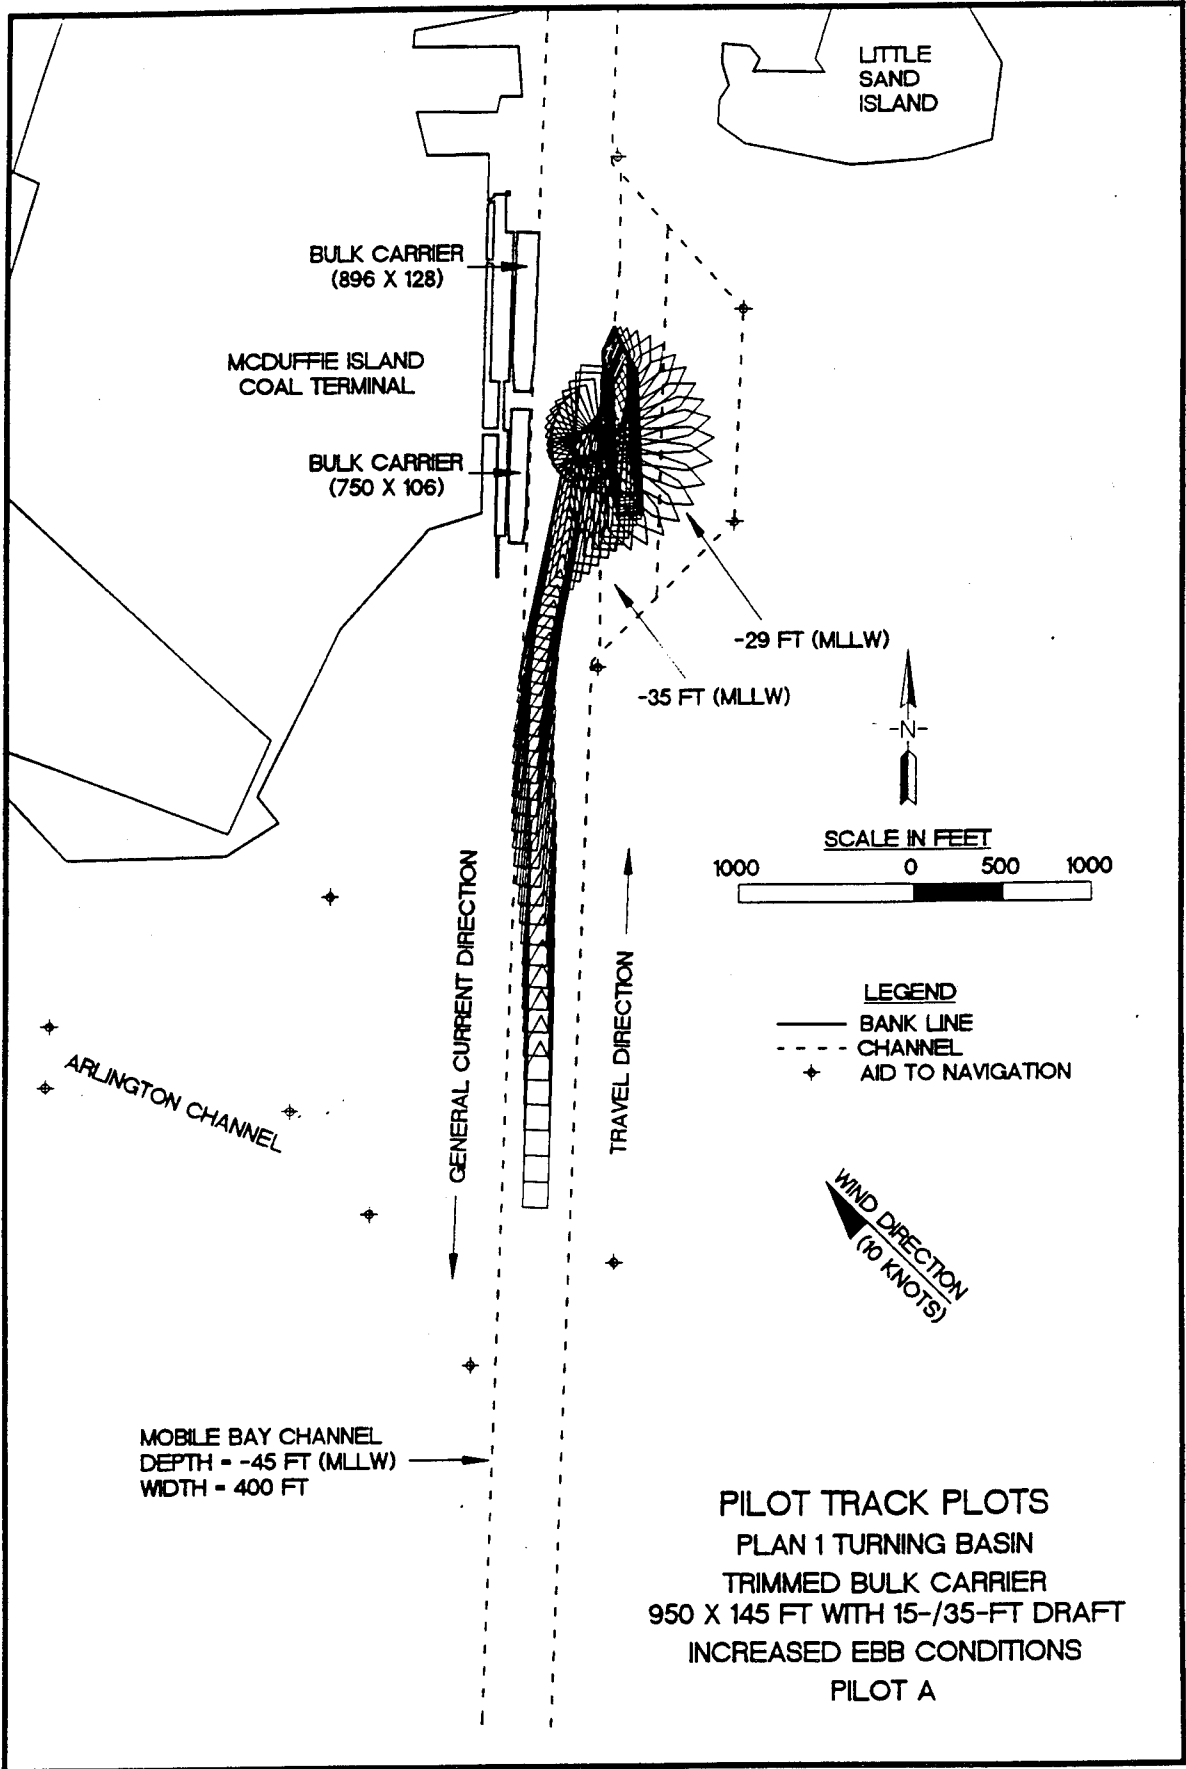 LITTLE
SAND
ISLAND
BULK CARRIER
(896 X 128)
MCDUFFIE ISLAND
COAL TERMINAL
BULK CARRIER
(750 X 106)
-29 FT (MLLW)
-35 FT (MLLW)
-N-
SCALE IN FEET
1000 0 500 1000
GENERAL CURRENT DIRECTION
TRAVEL DIRECTION
LEGEND
BANK LINE
CHANNEL
AID TO NAVIGATION
ARLINGTON CHANNEL
WIND DIRECTION
(10 KNOTS)
MOBILE BAY CHANNEL
DEPTH = -45 FT (MLLW)
WIDTH = 400 FT
PILOT TRACK PLOTS
PLAN 1 TURNING BASIN
TRIMMED BULK CARRIER
950 X 145 FT WITH 15-/35-FT DRAFT
INCREASED EBB CONDITIONS
PILOT A